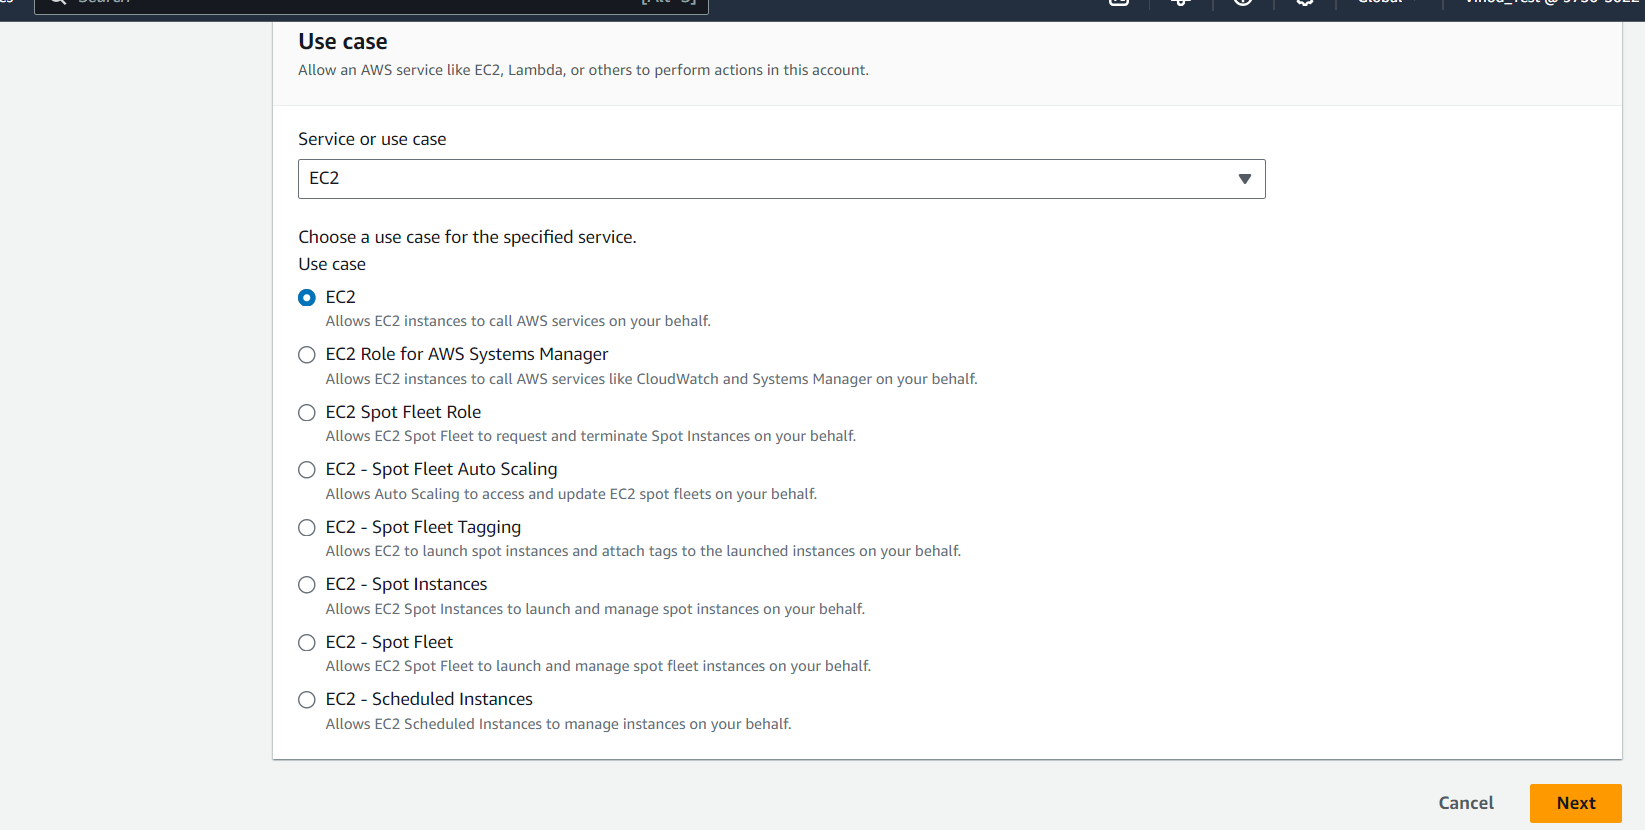 Use case
Allow an AWS service like EC2, Lambda, or others to perform actions in this account.
Service or use case
EC2
Choose a use case for the specified service.
Use case
EC2
Allows EC2 instances to call AWS services on your behalf.
EC2 Role for AWS Systems Manager
Allows EC2 instances to call AWS services like CloudWatch and Systems Manager on your behalf.
EC2 Spot Fleet Role
Allows EC2 Spot Fleet to request and terminate Spot Instances on your behalf.
EC2 - Spot Fleet Auto Scaling
Allows Auto Scaling to access and update EC2 spot fleets on your behalf.
EC2 - Spot Fleet Tagging
Allows EC2 to launch spot instances and attach tags to the launched instances on your behalf.
EC2 - Spot Instances
Allows EC2 Spot Instances to launch and manage spot instances on your behalf.
EC2 - Spot Fleet
Allows EC2 Spot Fleet to launch and manage spot fleet instances on your behalf.
EC2 - Scheduled Instances
Allows EC2 Scheduled Instances to manage instances on your behalf.
Cancel
Next